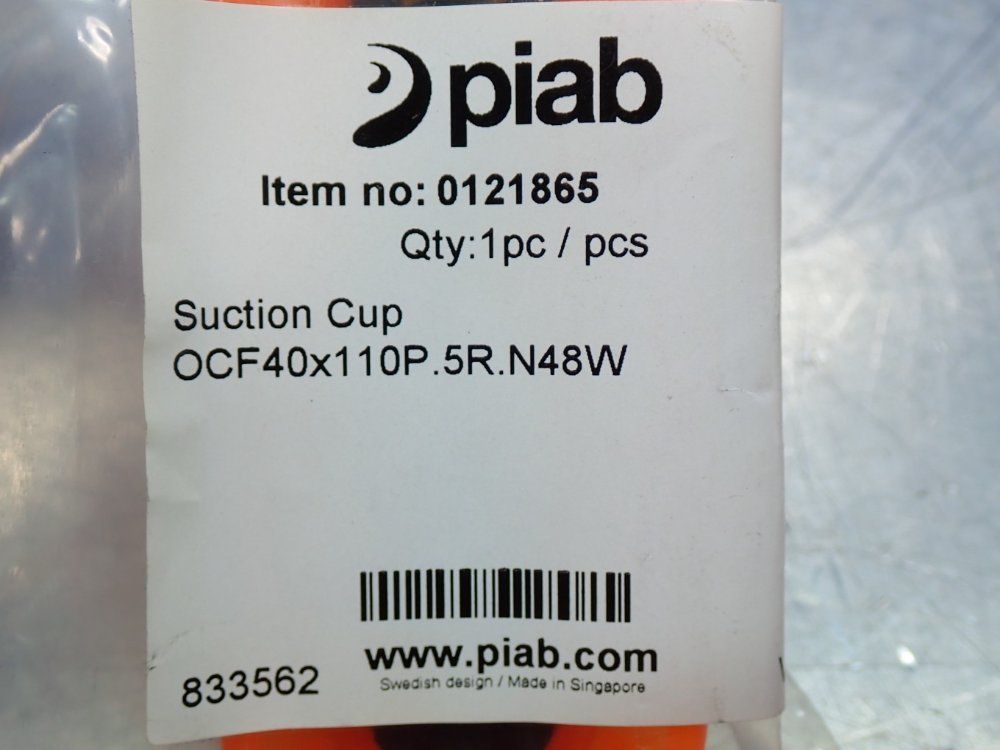 piab
Item no: 0121865
Qty:1pc / pcs
Suction Cup
OCF40x110P.5R.N48W
www.piab.com
Swedish design / Made in Singapore
833562